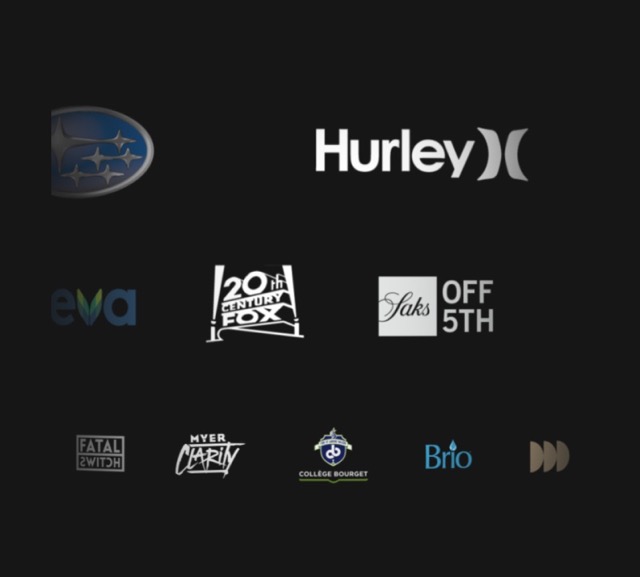 Hurley
eva
20th
CENTURY
FOX
Saks
OFF
5TH
FATAL
SWITCH
MYER
CLARITY
COLLÈGE BOURGET
Brio